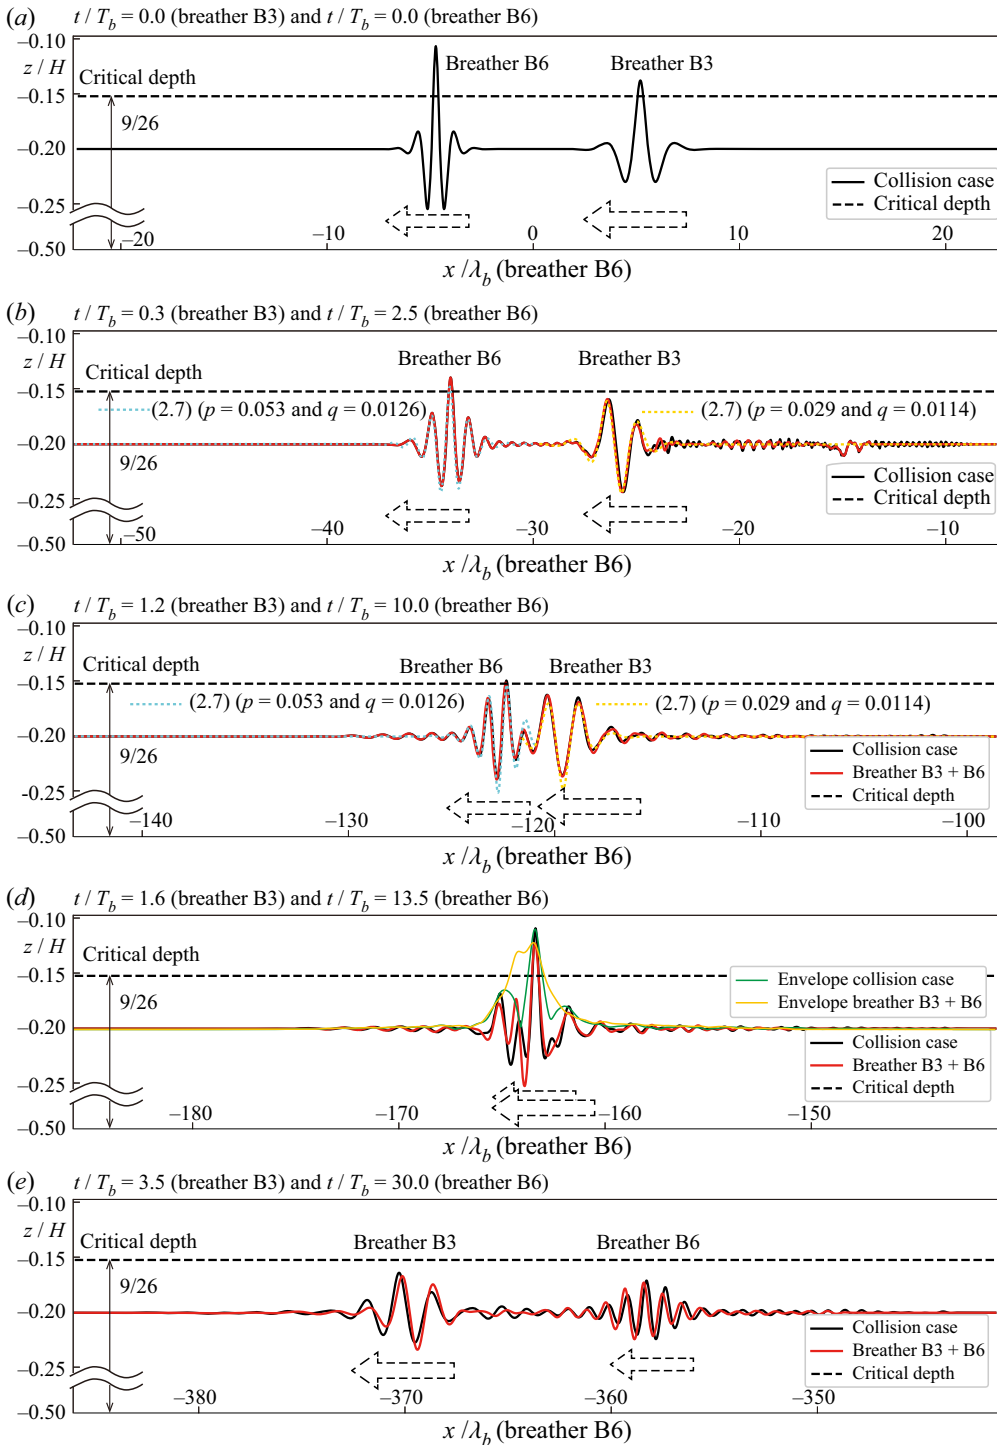 (a) t / T_b = 0.0 (breather B3) and t / T_b = 0.0 (breather B6)
−0.10
z / H
Critical depth
Breather B6
Breather B3
−0.15
9/26
−0.20
Collision case
−0.25
Critical depth
−0.50
−20
−10
0
10
20
x /λ_b (breather B6)
(b) t / T_b = 0.3 (breather B3) and t / T_b = 2.5 (breather B6)
−0.10
z / H
Breather B6
Breather B3
Critical depth
−0.15
(2.7) (p = 0.053 and q = 0.0126)
(2.7) (p = 0.029 and q = 0.0114)
−0.20
9/26
Collision case
−0.25
Critical depth
−0.50
−50
−40
−30
−20
−10
x /λ_b (breather B6)
(c) t / T_b = 1.2 (breather B3) and t / T_b = 10.0 (breather B6)
−0.10
z / H
Critical depth
Breather B6
Breather B3
−0.15
(2.7) (p = 0.053 and q = 0.0126)
(2.7) (p = 0.029 and q = 0.0114)
−0.20
9/26
Collision case
Breather B3 + B6
-0.25
Critical depth
−0.50
−140
−130
−120
−110
−100
x /λ_b (breather B6)
(d) t / T_b = 1.6 (breather B3) and t / T_b = 13.5 (breather B6)
−0.10
z / H
Critical depth
−0.15
9/26
Envelope collision case
Envelope breather B3 + B6
−0.20
Collision case
Breather B3 + B6
−0.25
Critical depth
−0.50
−180
−170
−160
−150
x /λ_b (breather B6)
(e) t / T_b = 3.5 (breather B3) and t / T_b = 30.0 (breather B6)
−0.10
z / H
Critical depth
Breather B3
Breather B6
−0.15
9/26
−0.20
Collision case
Breather B3 + B6
−0.25
Critical depth
−0.50
−380
−370
−360
−350
x /λ_b (breather B6)